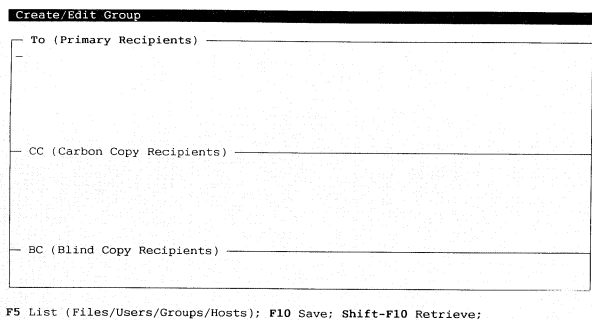 Create/Edit Group
To (Primary Recipients)
CC (Carbon Copy Recipients)
BC (Blind Copy Recipients)
F5 List (Files/Users/Groups/Hosts); F10 Save; Shift-F10 Retrieve;